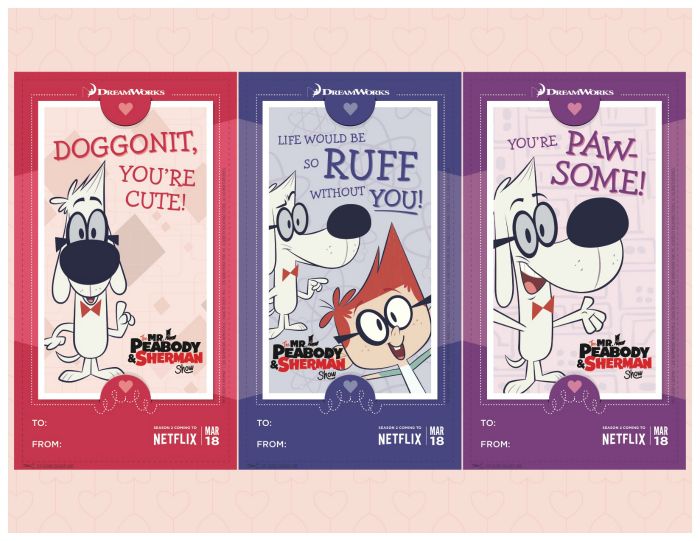 DREAMWORKS
DOGGONIT,
YOU'RE
CUTE!
The
MR.
PEABODY
& SHERMAN
Show
TO:
FROM:
SEASON 2 COMING TO
NETFLIX
MAR
18
DREAMWORKS
LIFE WOULD BE
SO RUFF
WITHOUT YOU!
The
MR.
PEABODY
& SHERMAN
Show
TO:
FROM:
SEASON 2 COMING TO
NETFLIX
MAR
18
DREAMWORKS
YOU'RE PAW-
SOME!
The
MR.
PEABODY
& SHERMAN
Show
TO:
FROM:
SEASON 2 COMING TO
NETFLIX
MAR
18